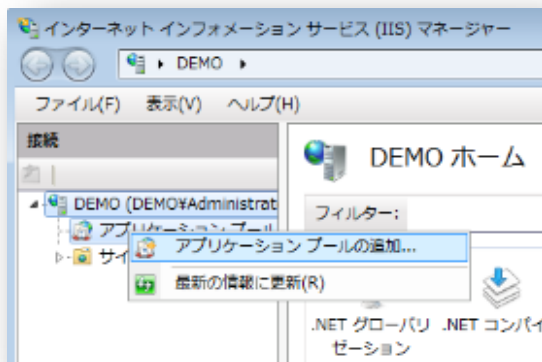 インターネット インフォメーション サービス (IIS) マネージャー
DEMO
ファイル(F) 表示(V) ヘルプ(H)
接続
DEMO (DEMO¥Administrat
アプリケーション プール
サイ
アプリケーション プールの追加...
最新の情報に更新(R)
DEMO ホーム
フィルター:
.NET グローバリ
ゼーション
.NET コンパイ